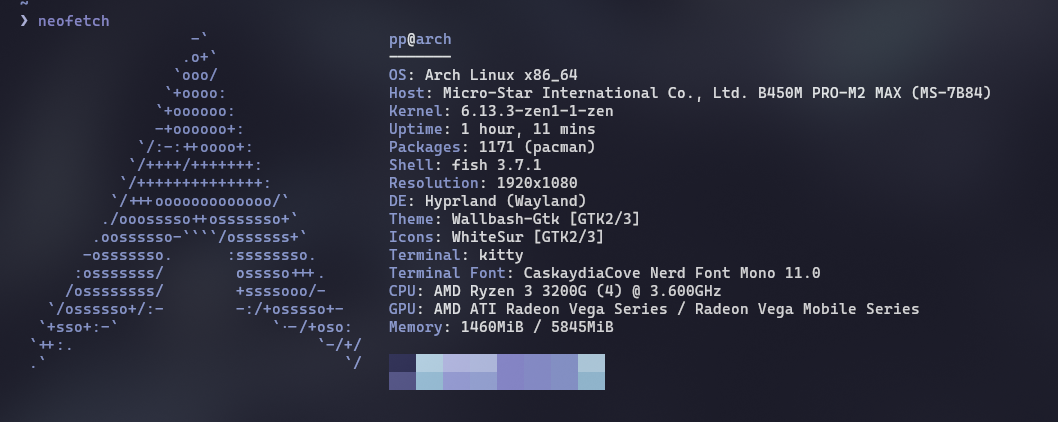 ~
❯ neofetch
-`
.o+`
`ooo/
`+oooo:
`+oooooo:
-+oooooo+:
`/:-:++oooo+:
`/++++/+++++++:
`/++++++++++++++:
`/+++ooooooooooooo/`
./ooosssso++osssssso+`
.oossssso-````/ossssss+`
-osssssso. :ssssssso.
:osssssss/ osssso+++.
/ossssssss/ +ssssooo/-
`/ossssso+/:- -:/+osssso+-
`+sso+:-` `.-/+oso:
`++:. `-/+/
.` `/
pp@arch
───────
OS: Arch Linux x86_64
Host: Micro-Star International Co., Ltd. B450M PRO-M2 MAX (MS-7B84)
Kernel: 6.13.3-zen1-1-zen
Uptime: 1 hour, 11 mins
Packages: 1171 (pacman)
Shell: fish 3.7.1
Resolution: 1920x1080
DE: Hyprland (Wayland)
Theme: Wallbash-Gtk [GTK2/3]
Icons: WhiteSur [GTK2/3]
Terminal: kitty
Terminal Font: CaskaydiaCove Nerd Font Mono 11.0
CPU: AMD Ryzen 3 3200G (4) @ 3.600GHz
GPU: AMD ATI Radeon Vega Series / Radeon Vega Mobile Series
Memory: 1460MiB / 5845MiB